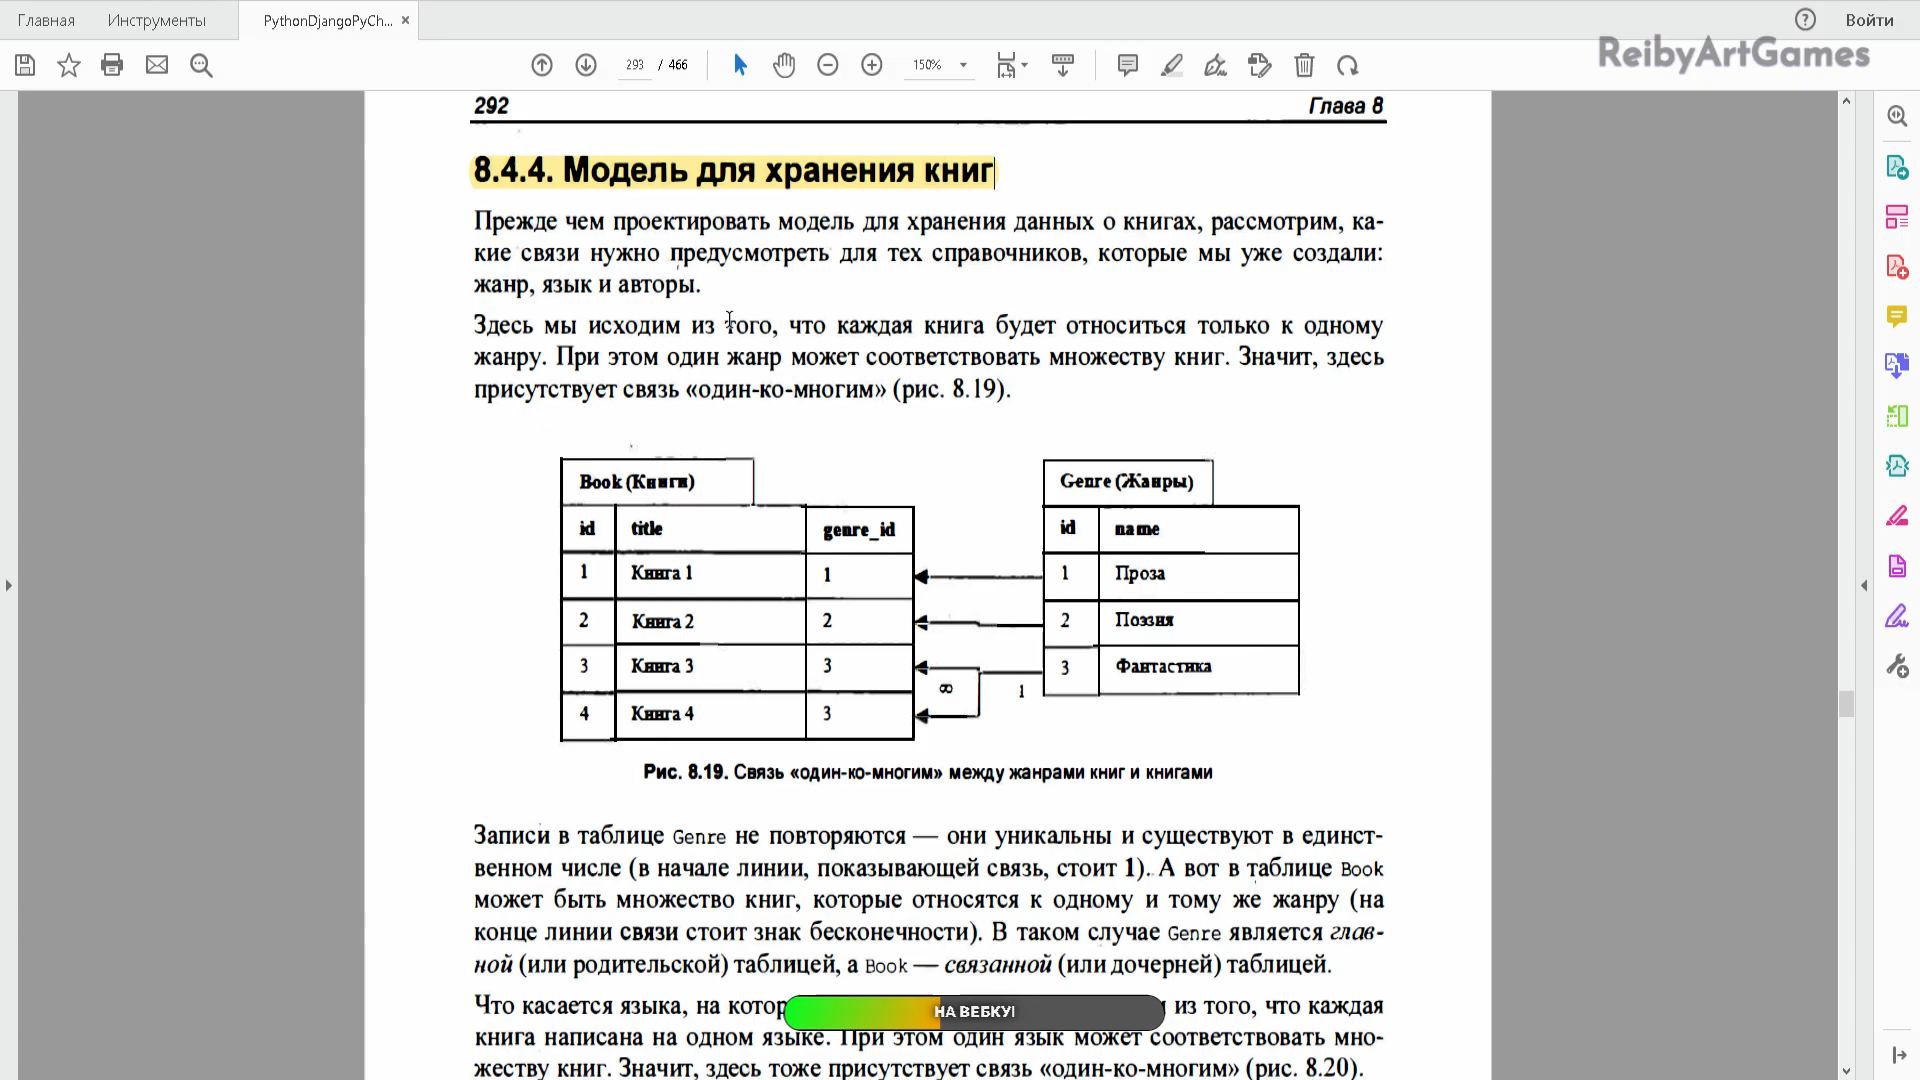 Главная
Инструменты
PythonDjangoPyCh... ×
Войти
293 / 466
150%
ReibyArtGames
292
Глава 8
8.4.4. Модель для хранения книг
Прежде чем проектировать модель для хранения данных о книгах, рассмотрим, ка-
кие связи нужно предусмотреть для тех справочников, которые мы уже создали:
жанр, язык и авторы.
Здесь мы исходим из того, что каждая книга будет относиться только к одному
жанру. При этом один жанр может соответствовать множеству книг. Значит, здесь
присутствует связь «один-ко-многим» (рис. 8.19).
Book (Книги)
id title genre_id
1 Книга 1 1
2 Книга 2 2
3 Книга 3 3
4 Книга 4 3
∞ 1
Genre (Жанры)
id name
1 Проза
2 Поэзия
3 Фантастика
Рис. 8.19. Связь «один-ко-многим» между жанрами книг и книгами
Записи в таблице Genre не повторяются — они уникальны и существуют в единст-
венном числе (в начале линии, показывающей связь, стоит 1). А вот в таблице Book
может быть множество книг, которые относятся к одному и тому же жанру (на
конце линии связи стоит знак бесконечности). В таком случае Genre является глав-
ной (или родительской) таблицей, а Book — связанной (или дочерней) таблицей.
Что касается языка, на из того, что каждая
НА ВЕБКУ!
книга написана на одном языке. При этом один язык может соответствовать мно-
жеству книг. Значит, здесь тоже присутствует связь «один-ко-многим» (рис. 8.20).